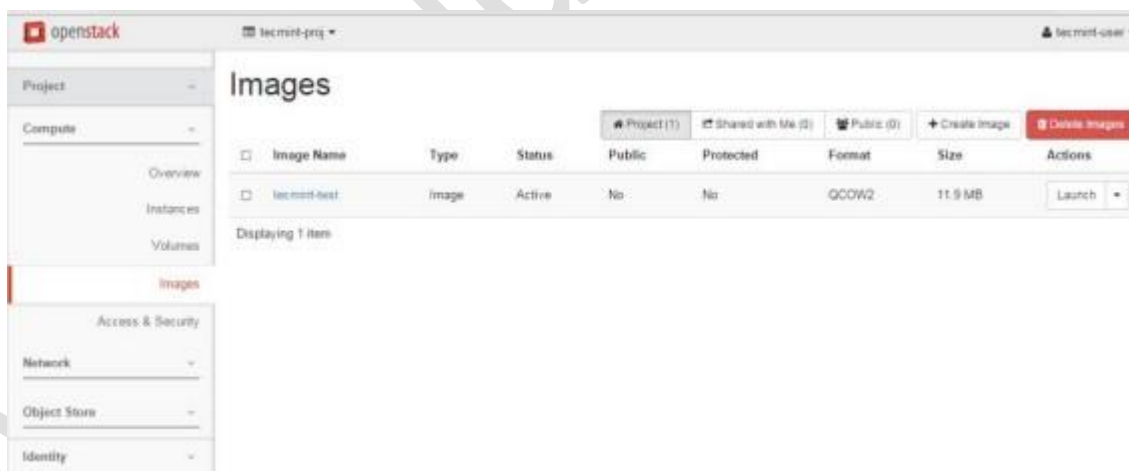 openstack
tecmint-proj
tecmint-user
Project
Images
Project (1) Shared with Me (0) Public (0) + Create Image Delete Images
Compute
Image Name Type Status Public Protected Format Size Actions
Overview
tecmint-test Image Active No No QCOW2 11.9 MB Launch
Instances
Displaying 1 item
Volumes
Images
Access & Security
Network
Object Store
Identity